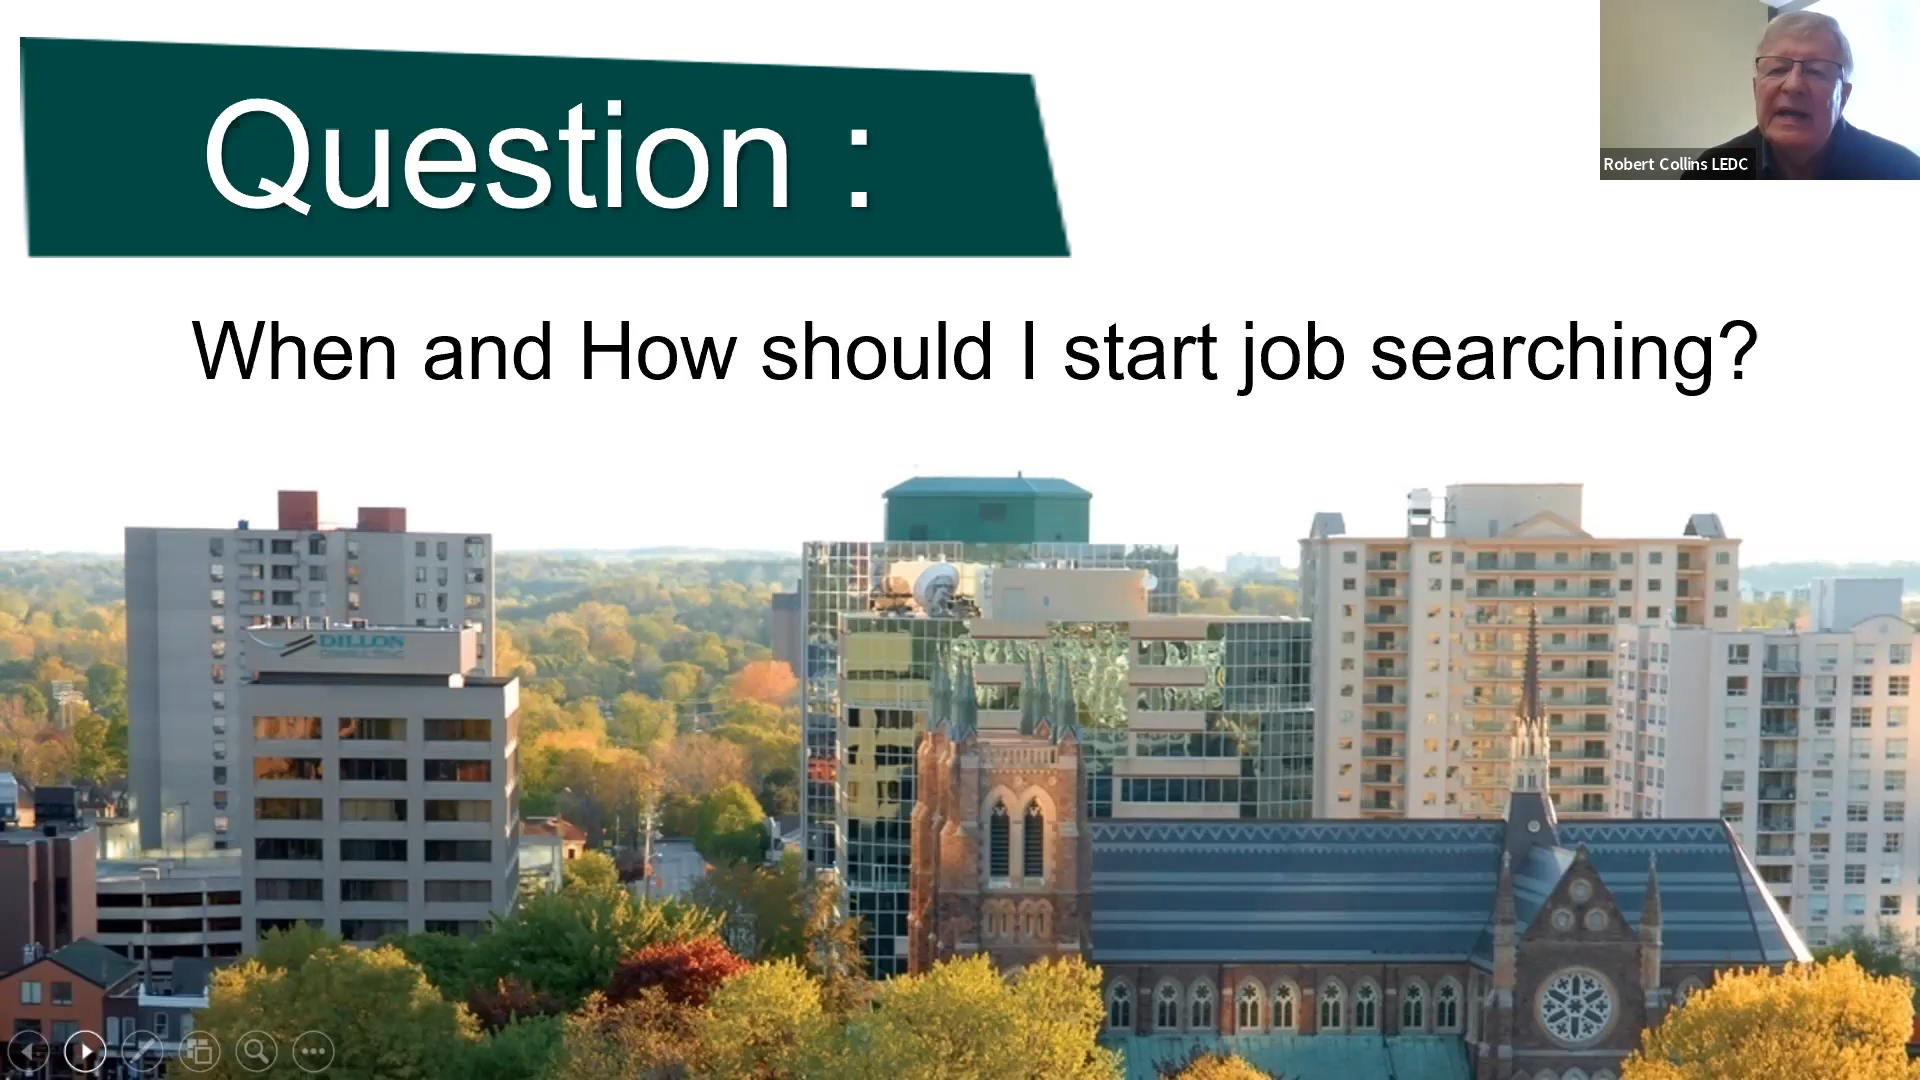 Question :
Robert Collins LEDC
When and How should I start job searching?
DILLON